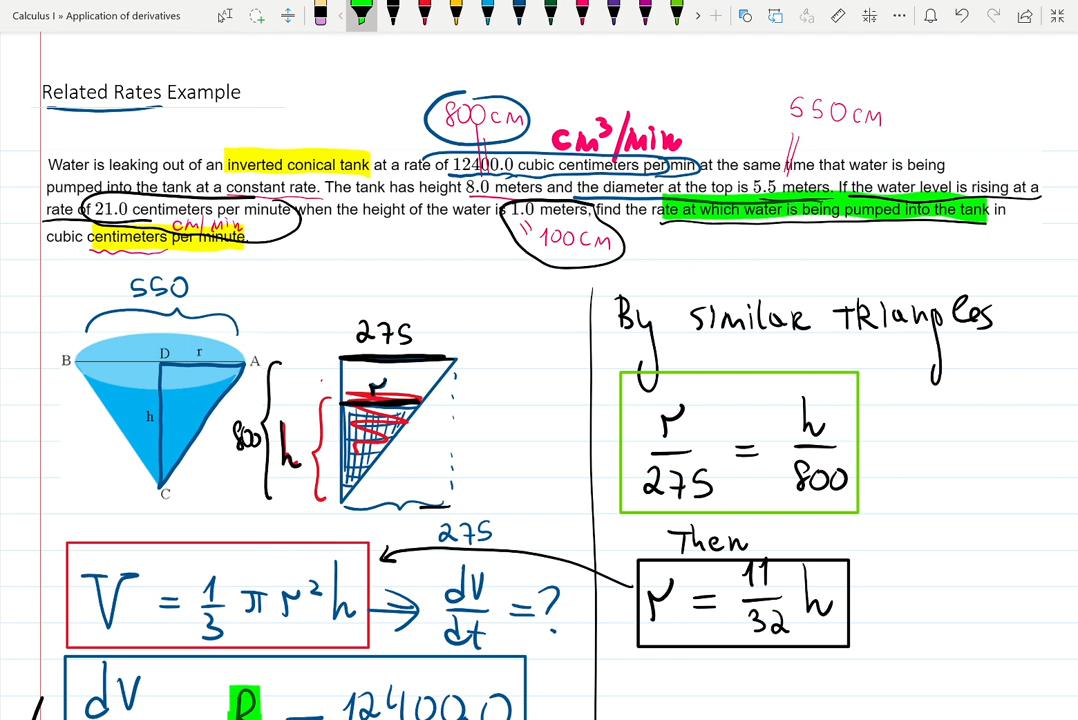 Calculus I » Application of derivatives
Related Rates Example
800 cm
cm³/min
550 cm
Water is leaking out of an inverted conical tank at a rate of 12400.0 cubic centimeters per min at the same time that water is being
pumped into the tank at a constant rate. The tank has height 8.0 meters and the diameter at the top is 5.5 meters. If the water level is rising at a
rate of 21.0 centimeters per minute when the height of the water is 1.0 meters, find the rate at which water is being pumped into the tank in
cm/min
cubic centimeters per minute.
100 cm
550
B D r A
h
C
800
275
r
h
275
By similar Triangles
r/275 = h/800
Then
r = 11/32 h
V = 1/3 π r² h ⇒ dV/dt = ?
dV
R − 12400.0